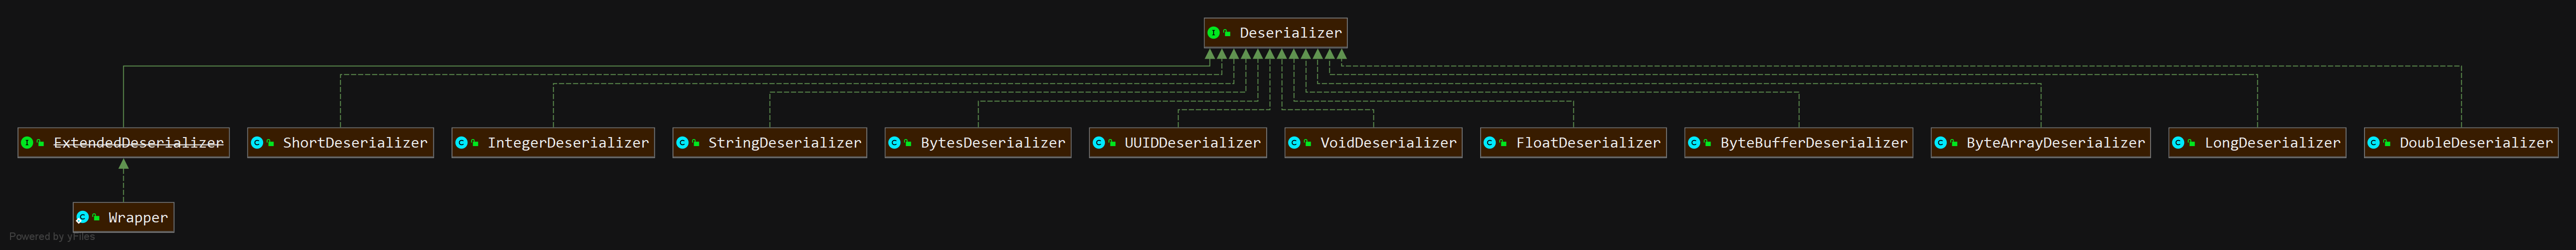 Deserializer
ExtendedDeserializer
ShortDeserializer
IntegerDeserializer
StringDeserializer
BytesDeserializer
UUIDDeserializer
VoidDeserializer
FloatDeserializer
ByteBufferDeserializer
ByteArrayDeserializer
LongDeserializer
DoubleDeserializer
Wrapper
Powered by yFiles